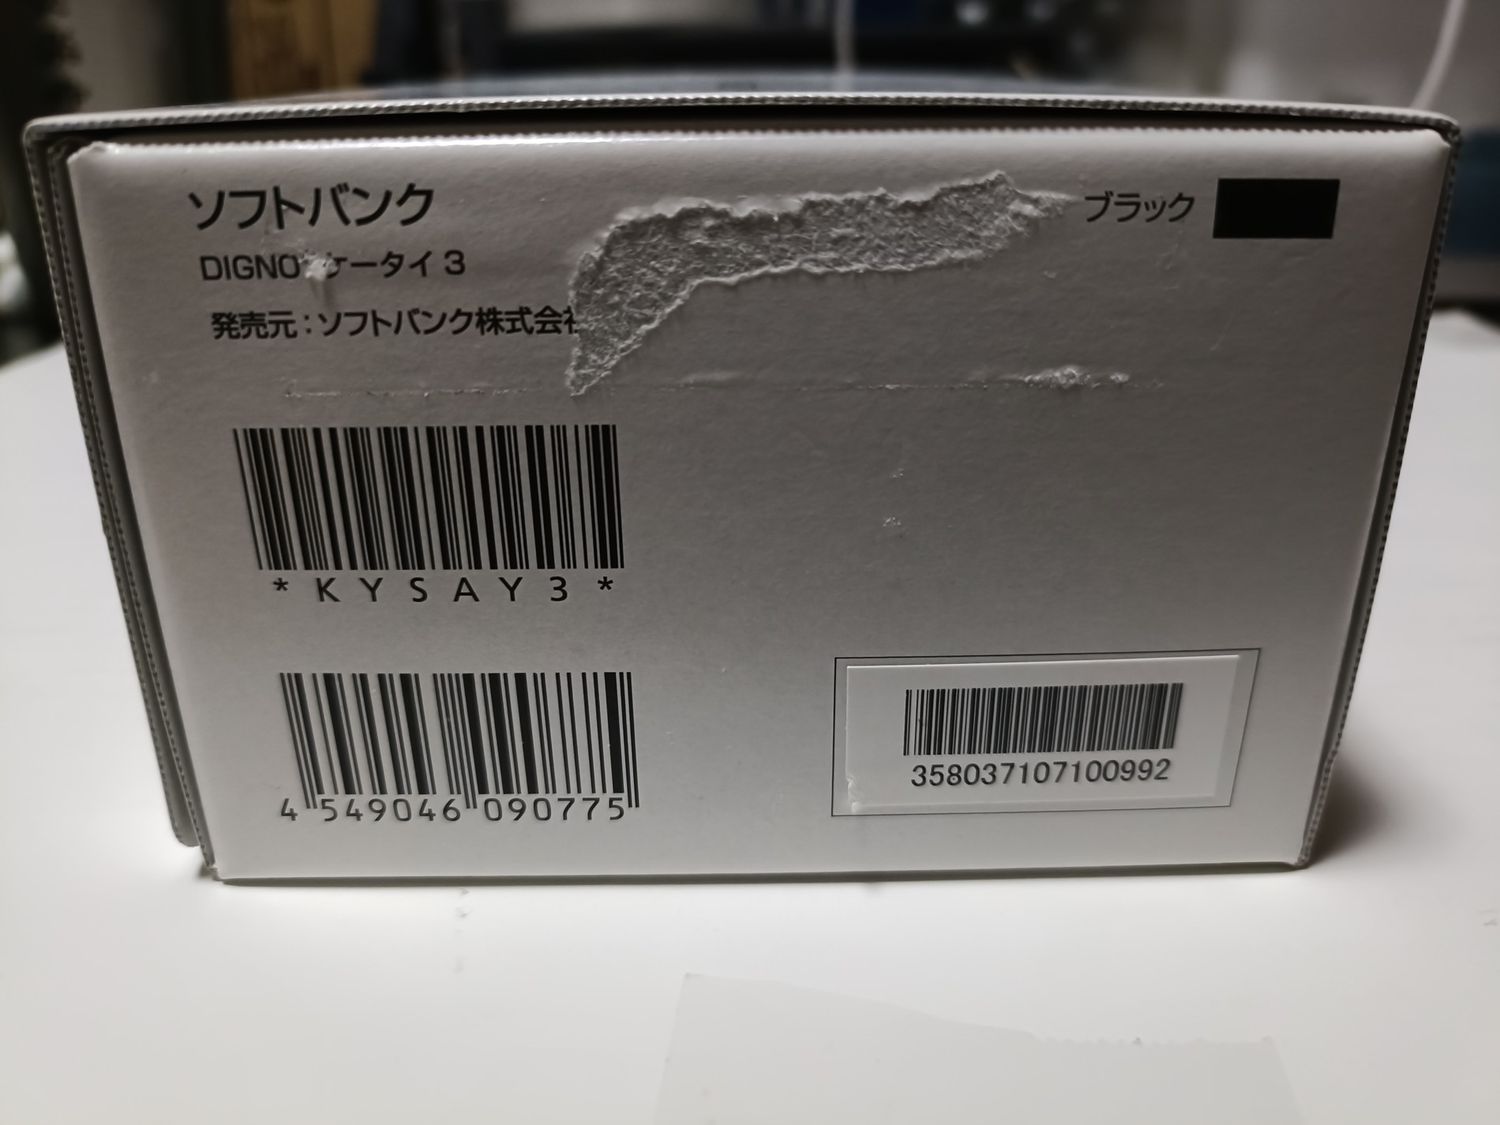 ソフトバンク
ブラック
DIGNO® ケータイ 3
発売元：ソフトバンク株式会社
*KYSAY3*
4 549046 090775
358037107100992